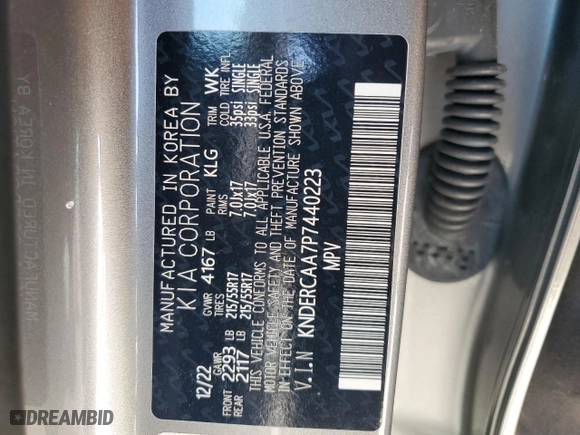 MANUFACTURED IN KOREA BY
KIA CORPORATION
12/22 GVWR 4167 LB PAINT KLG TRIM WK
GAWR TIRES RIMS COLD TIRE INFL
FRONT 2293 LB 215/55R17 7.0Jx17 35psi SINGLE
REAR 2117 LB 215/55R17 7.0Jx17 33psi SINGLE
THIS VEHICLE CONFORMS TO ALL APPLICABLE U.S.A. FEDERAL
MOTOR VEHICLE SAFETY AND THEFT PREVENTION STANDARDS
IN EFFECT ON THE DATE OF MANUFACTURE SHOWN ABOVE.
V.I.N KNDERCAA7P7440223
MPV
DREAMBID